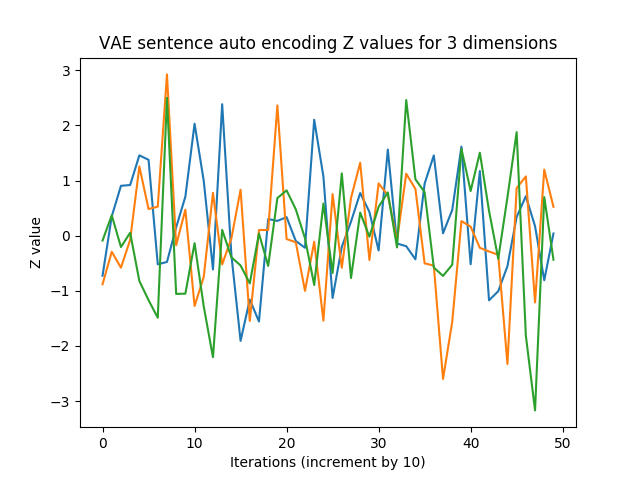 VAE sentence auto encoding Z values for 3 dimensions
3
2
1
0
−1
−2
−3
Z value
0 10 20 30 40 50
Iterations (increment by 10)